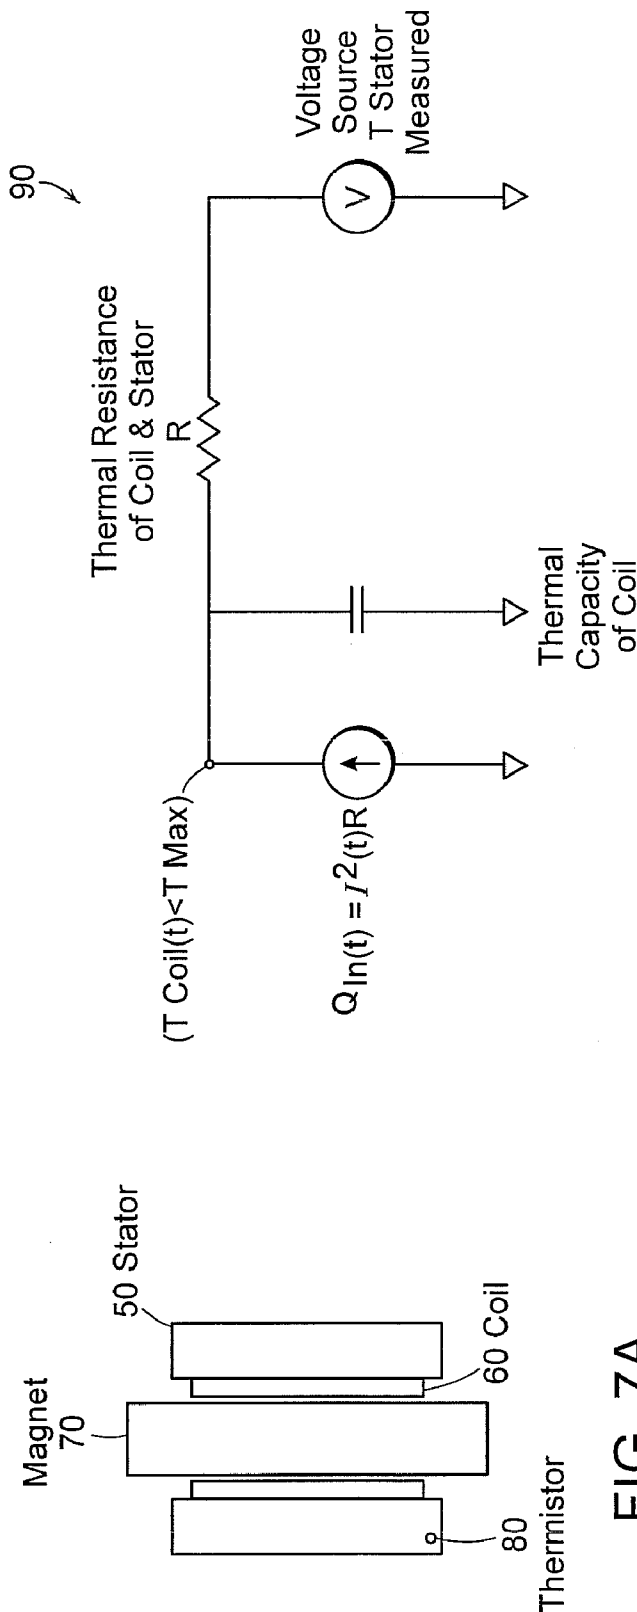 Magnet
70
50 Stator
60 Coil
80
Thermistor
FIG. 7A
90
Thermal Resistance
of Coil & Stator
R
(T Coil(t)<T Max)
Q In(t) = I²(t)R
Thermal
Capacity
of Coil
V
Voltage
Source
T Stator
Measured